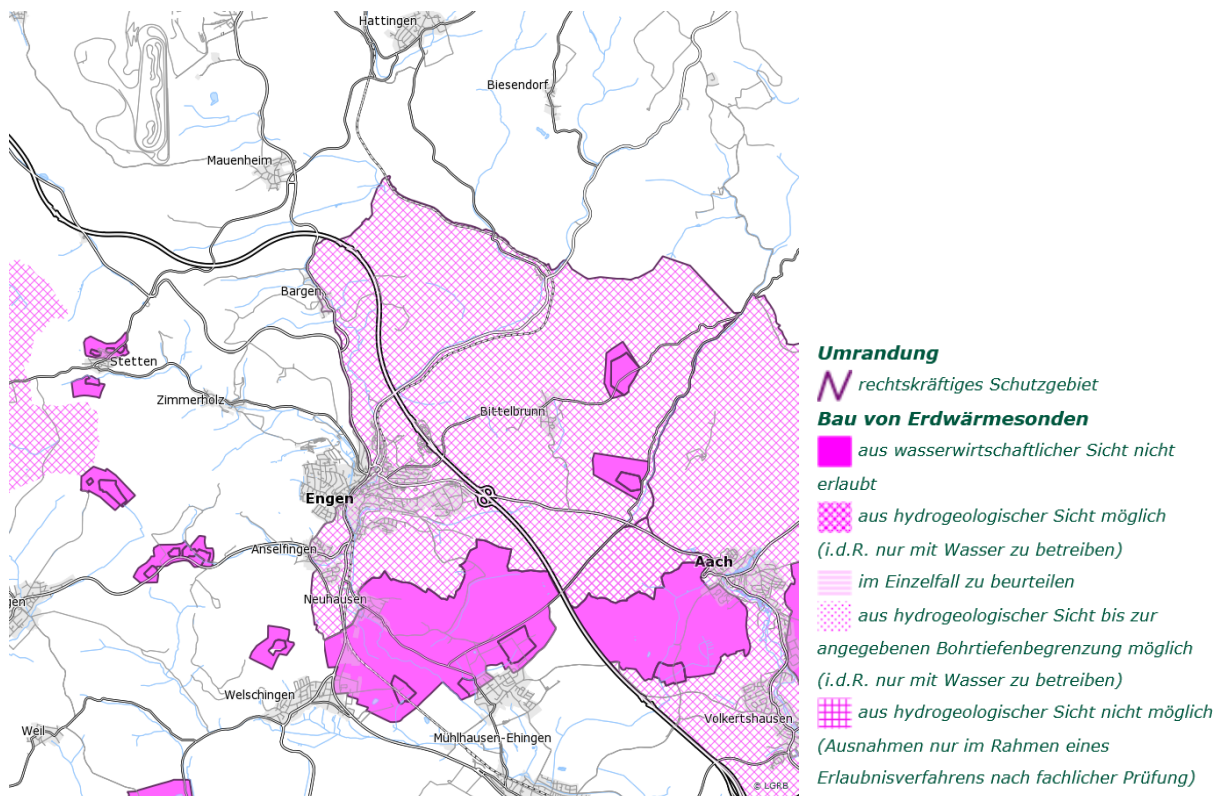 Hattingen
Biesendorf
Mauenheim
Bargen
Stetten
Zimmerholz
Bittelbrunn
Engen
Anselfingen
Aach
gen
Neuhausen
Welschingen
Volkertshausen
Weil
Mühlhausen-Ehingen
© LGRB
Umrandung
rechtskräftiges Schutzgebiet
Bau von Erdwärmesonden
aus wasserwirtschaftlicher Sicht nicht
erlaubt
aus hydrogeologischer Sicht möglich
(i.d.R. nur mit Wasser zu betreiben)
im Einzelfall zu beurteilen
aus hydrogeologischer Sicht bis zur
angegebenen Bohrtiefenbegrenzung möglich
(i.d.R. nur mit Wasser zu betreiben)
aus hydrogeologischer Sicht nicht möglich
(Ausnahmen nur im Rahmen eines
Erlaubnisverfahrens nach fachlicher Prüfung)